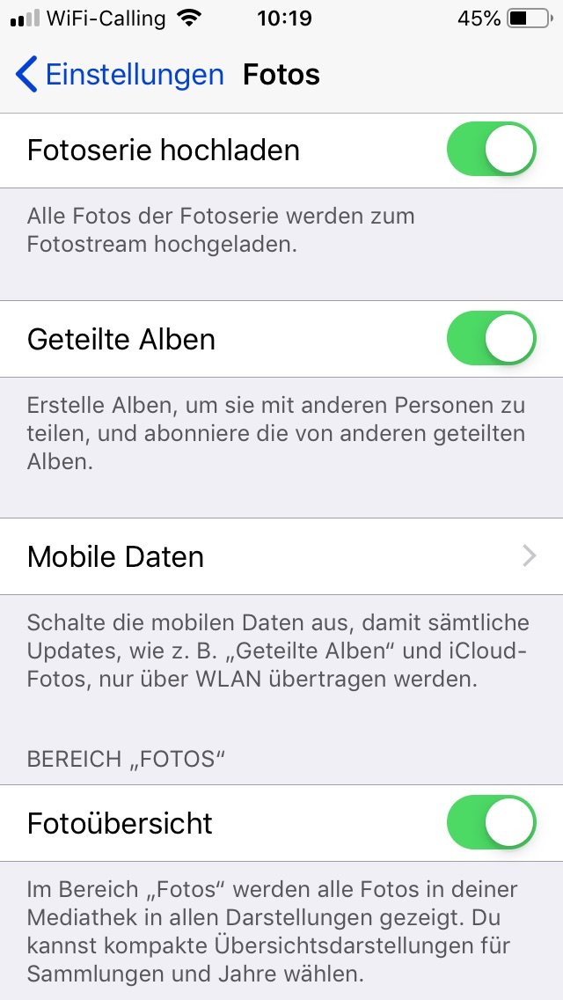 WiFi-Calling 10:19 45%
Einstellungen Fotos
Fotoserie hochladen
Alle Fotos der Fotoserie werden zum
Fotostream hochgeladen.
Geteilte Alben
Erstelle Alben, um sie mit anderen Personen zu
teilen, und abonniere die von anderen geteilten
Alben.
Mobile Daten
Schalte die mobilen Daten aus, damit sämtliche
Updates, wie z. B. „Geteilte Alben“ und iCloud-
Fotos, nur über WLAN übertragen werden.
BEREICH „FOTOS“
Fotoübersicht
Im Bereich „Fotos“ werden alle Fotos in deiner
Mediathek in allen Darstellungen gezeigt. Du
kannst kompakte Übersichtsdarstellungen für
Sammlungen und Jahre wählen.